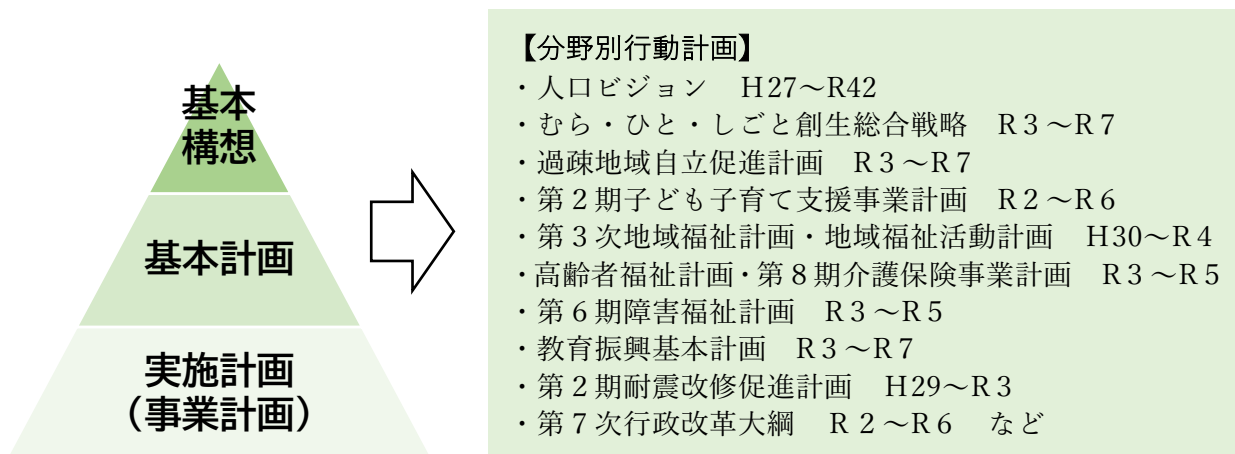 基本
構想
基本計画
実施計画
（事業計画）
【分野別行動計画】
・人口ビジョン　H27～R42
・むら・ひと・しごと創生総合戦略　Ｒ３～Ｒ７
・過疎地域自立促進計画　Ｒ３～Ｒ７
・第２期子ども子育て支援事業計画　Ｒ２～Ｒ６
・第３次地域福祉計画・地域福祉活動計画　H30～Ｒ４
・高齢者福祉計画・第８期介護保険事業計画　Ｒ３～Ｒ５
・第６期障害福祉計画　Ｒ３～Ｒ５
・教育振興基本計画　Ｒ３～Ｒ７
・第２期耐震改修促進計画　H29～Ｒ３
・第７次行政改革大綱　Ｒ２～Ｒ６　など